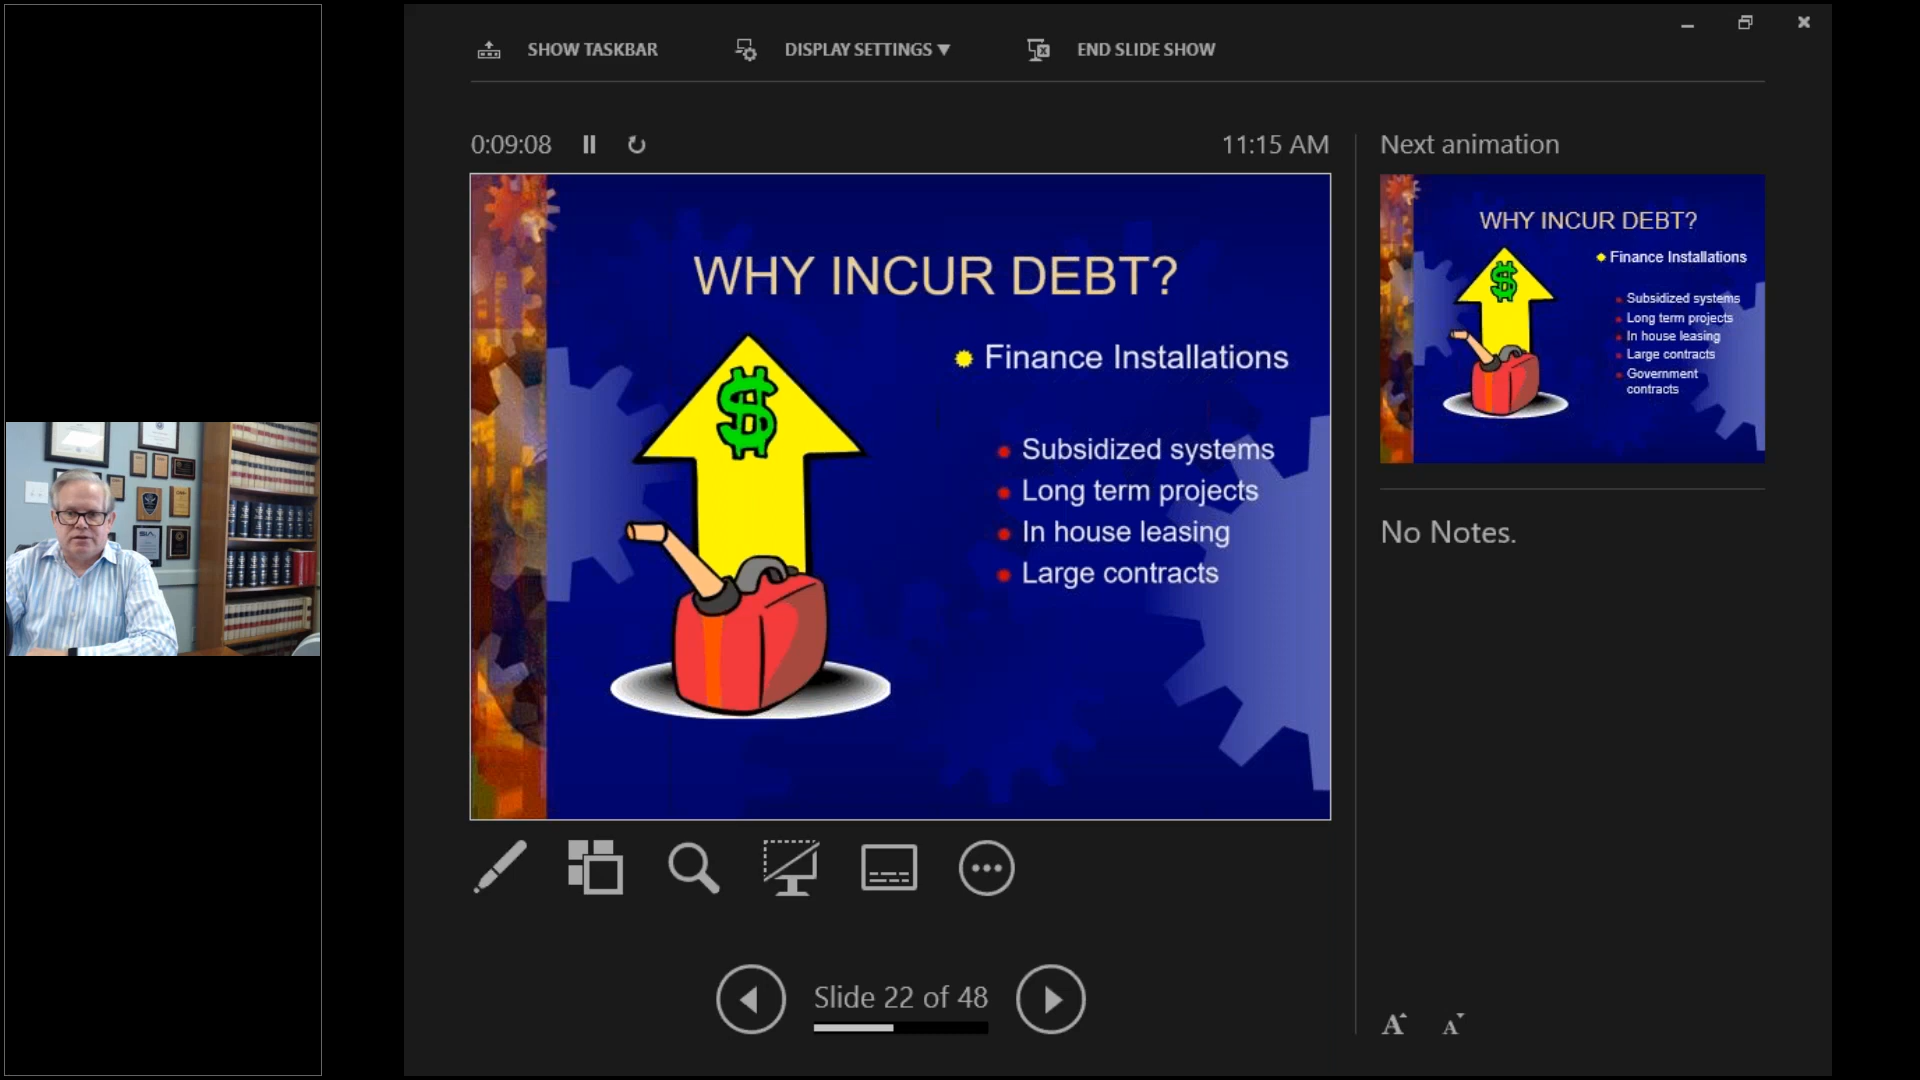 SHOW TASKBAR
DISPLAY SETTINGS ▼
END SLIDE SHOW
0:09:08
11:15 AM
WHY INCUR DEBT?
Finance Installations
Subsidized systems
Long term projects
In house leasing
Large contracts
$
Next animation
WHY INCUR DEBT?
Finance Installations
Subsidized systems
Long term projects
In house leasing
Large contracts
Government
contracts
$
No Notes.
Slide 22 of 48
A A
SIA